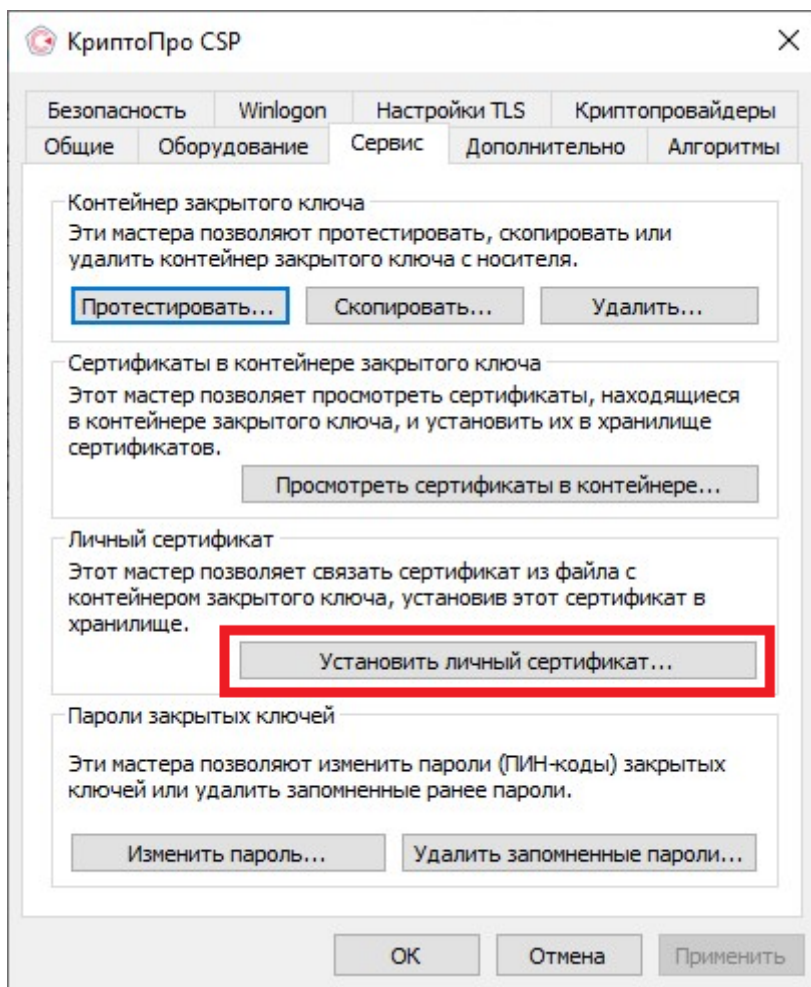 КриптоПро CSP
Безопасность Winlogon Настройки TLS Криптопровайдеры
Общие Оборудование Сервис Дополнительно Алгоритмы
Контейнер закрытого ключа
Эти мастера позволяют протестировать, скопировать или
удалить контейнер закрытого ключа с носителя.
Протестировать... Скопировать... Удалить...
Сертификаты в контейнере закрытого ключа
Этот мастер позволяет просмотреть сертификаты, находящиеся
в контейнере закрытого ключа, и установить их в хранилище
сертификатов.
Просмотреть сертификаты в контейнере...
Личный сертификат
Этот мастер позволяет связать сертификат из файла с
контейнером закрытого ключа, установив этот сертификат в
хранилище.
Установить личный сертификат...
Пароли закрытых ключей
Эти мастера позволяют изменить пароли (ПИН-коды) закрытых
ключей или удалить запомненные ранее пароли.
Изменить пароль... Удалить запомненные пароли...
ОК Отмена Применить